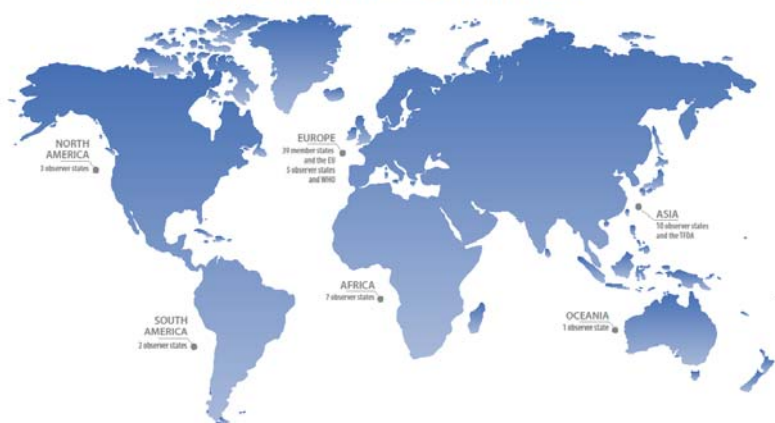 NORTH
AMERICA
3 observer states
EUROPE
39 member states
and the EU
5 observer states
and WHO
ASIA
10 observer states
and the TFDA
AFRICA
7 observer states
SOUTH
AMERICA
2 observer states
OCEANIA
1 observer state